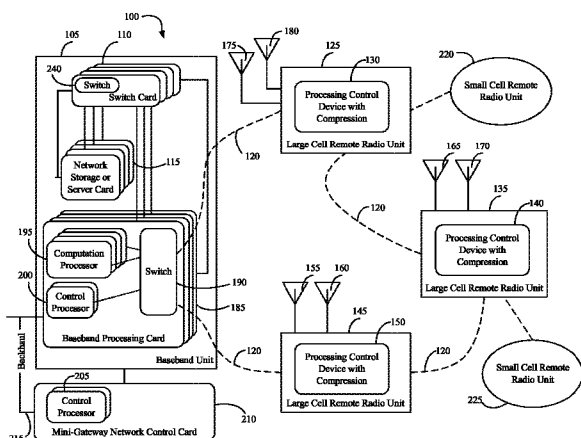 100
105
110
240
Switch
Switch Card
115
Network
Storage or
Server Card
195
Computation
Processor
200
Control
Processor
Switch
190
185
Baseband Processing Card
Baseband Unit
Backhaul
205
Control
Processor
210
215
Mini-Gateway Network Control Card
175
180
125
130
Processing Control
Device with
Compression
Large Cell Remote Radio Unit
120
220
Small Cell Remote
Radio Unit
165
170
135
140
Processing Control
Device with
Compression
Large Cell Remote Radio Unit
120
155
160
145
150
Processing Control
Device with
Compression
Large Cell Remote Radio Unit
120
120
Small Cell Remote
Radio Unit
225